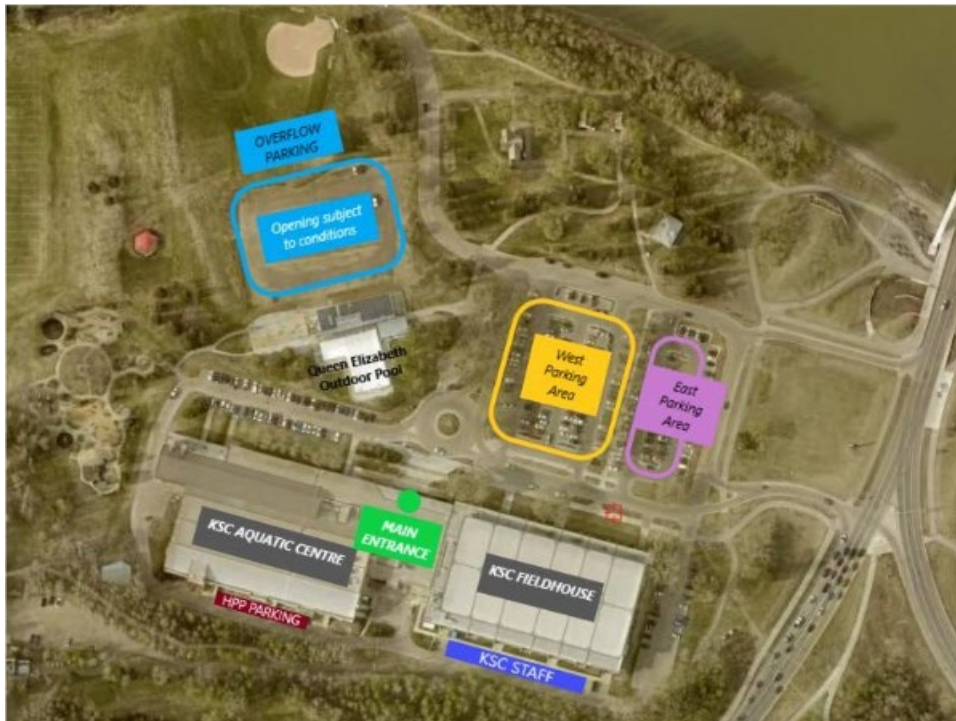 OVERFLOW
PARKING
Opening subject
to conditions
Queen Elizabeth
Outdoor Pool
West
Parking
Area
East
Parking
Area
MAIN
ENTRANCE
KSC AQUATIC CENTRE
KSC FIELDHOUSE
HPP PARKING
KSC STAFF